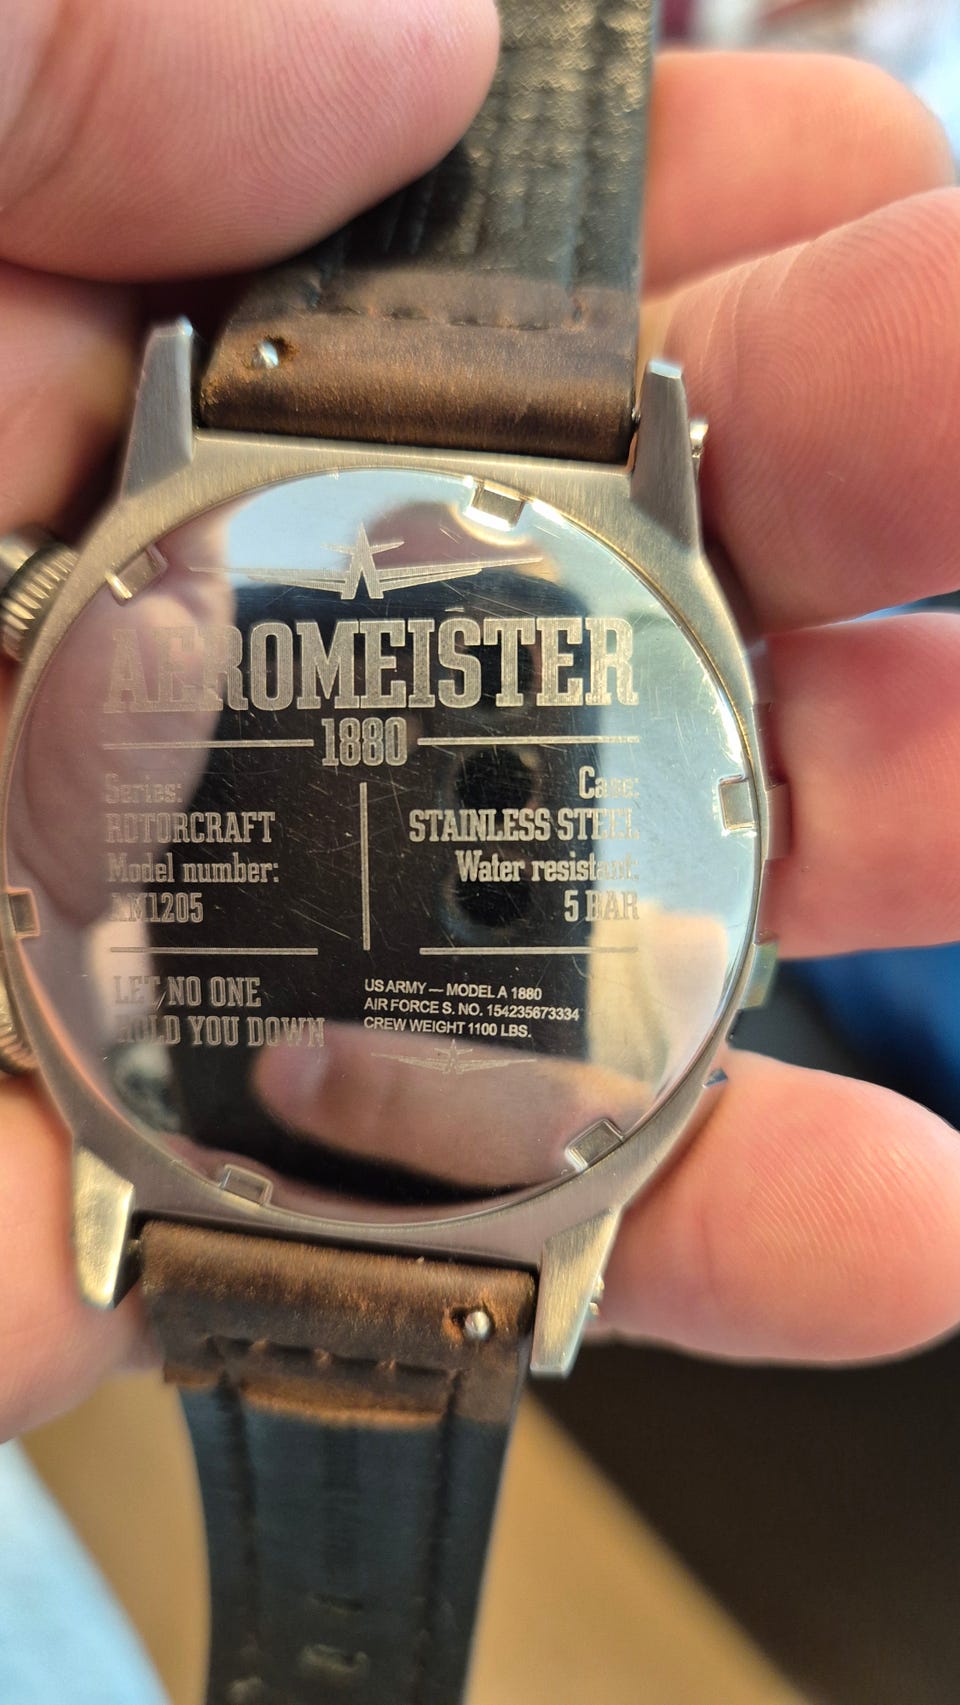 AEROMEISTER
1880
Series:
ROTORCRAFT
Model number:
AM1205
Case:
STAINLESS STEEL
Water resistant:
5 BAR
LET NO ONE
HOLD YOU DOWN
US ARMY — MODEL A 1880
AIR FORCE S. NO. 154235673334
CREW WEIGHT 1100 LBS.